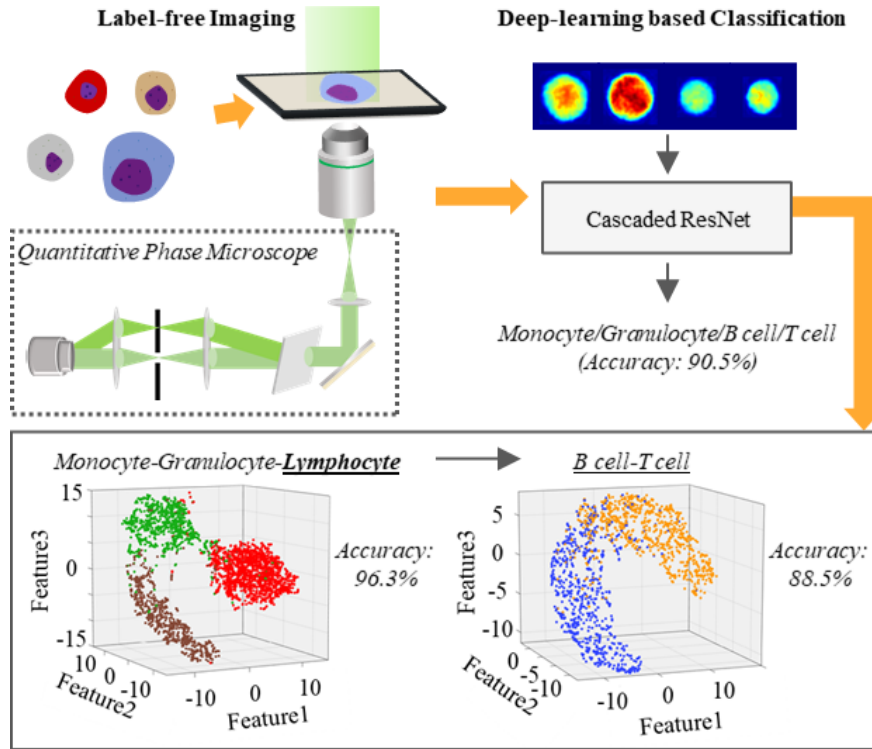 Label-free Imaging
Deep-learning based Classification
Quantitative Phase Microscope
Cascaded ResNet
Monocyte/Granulocyte/B cell/T cell
(Accuracy: 90.5%)
Monocyte-Granulocyte-Lymphocyte
B cell-T cell
15
0
-15
Feature3
10
0
-10
Feature2
-10
0
10
Feature1
Accuracy:
96.3%
5
0
-5
-10
Feature3
0
-5
-10
Feature2
-10
0
10
Feature1
Accuracy:
88.5%